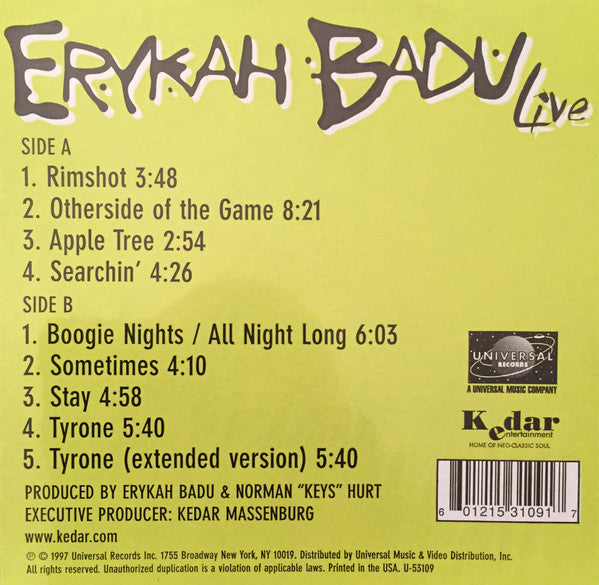 ERYKAH BADU Live
SIDE A
1. Rimshot 3:48
2. Otherside of the Game 8:21
3. Apple Tree 2:54
4. Searchin’ 4:26
SIDE B
1. Boogie Nights / All Night Long 6:03
2. Sometimes 4:10
3. Stay 4:58
4. Tyrone 5:40
5. Tyrone (extended version) 5:40
UNIVERSAL
RECORDS
A UNIVERSAL MUSIC COMPANY
Kedar
entertainment
HOME OF NEO-CLASSIC SOUL
PRODUCED BY ERYKAH BADU & NORMAN “KEYS” HURT
EXECUTIVE PRODUCER: KEDAR MASSENBURG
www.kedar.com
6 01215 31091 7
℗ © 1997 Universal Records Inc. 1755 Broadway New York, NY 10019. Distributed by Universal Music & Video Distribution, Inc.
All rights reserved. Unauthorized duplication is a violation of applicable laws. Printed in the USA. U-53109